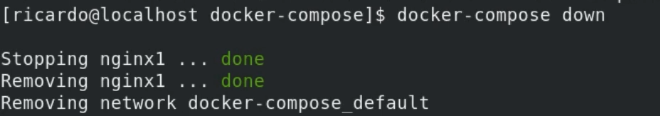 [ricardo@localhost docker-compose]$ docker-compose down
Stopping nginx1 ... done
Removing nginx1 ... done
Removing network docker-compose_default